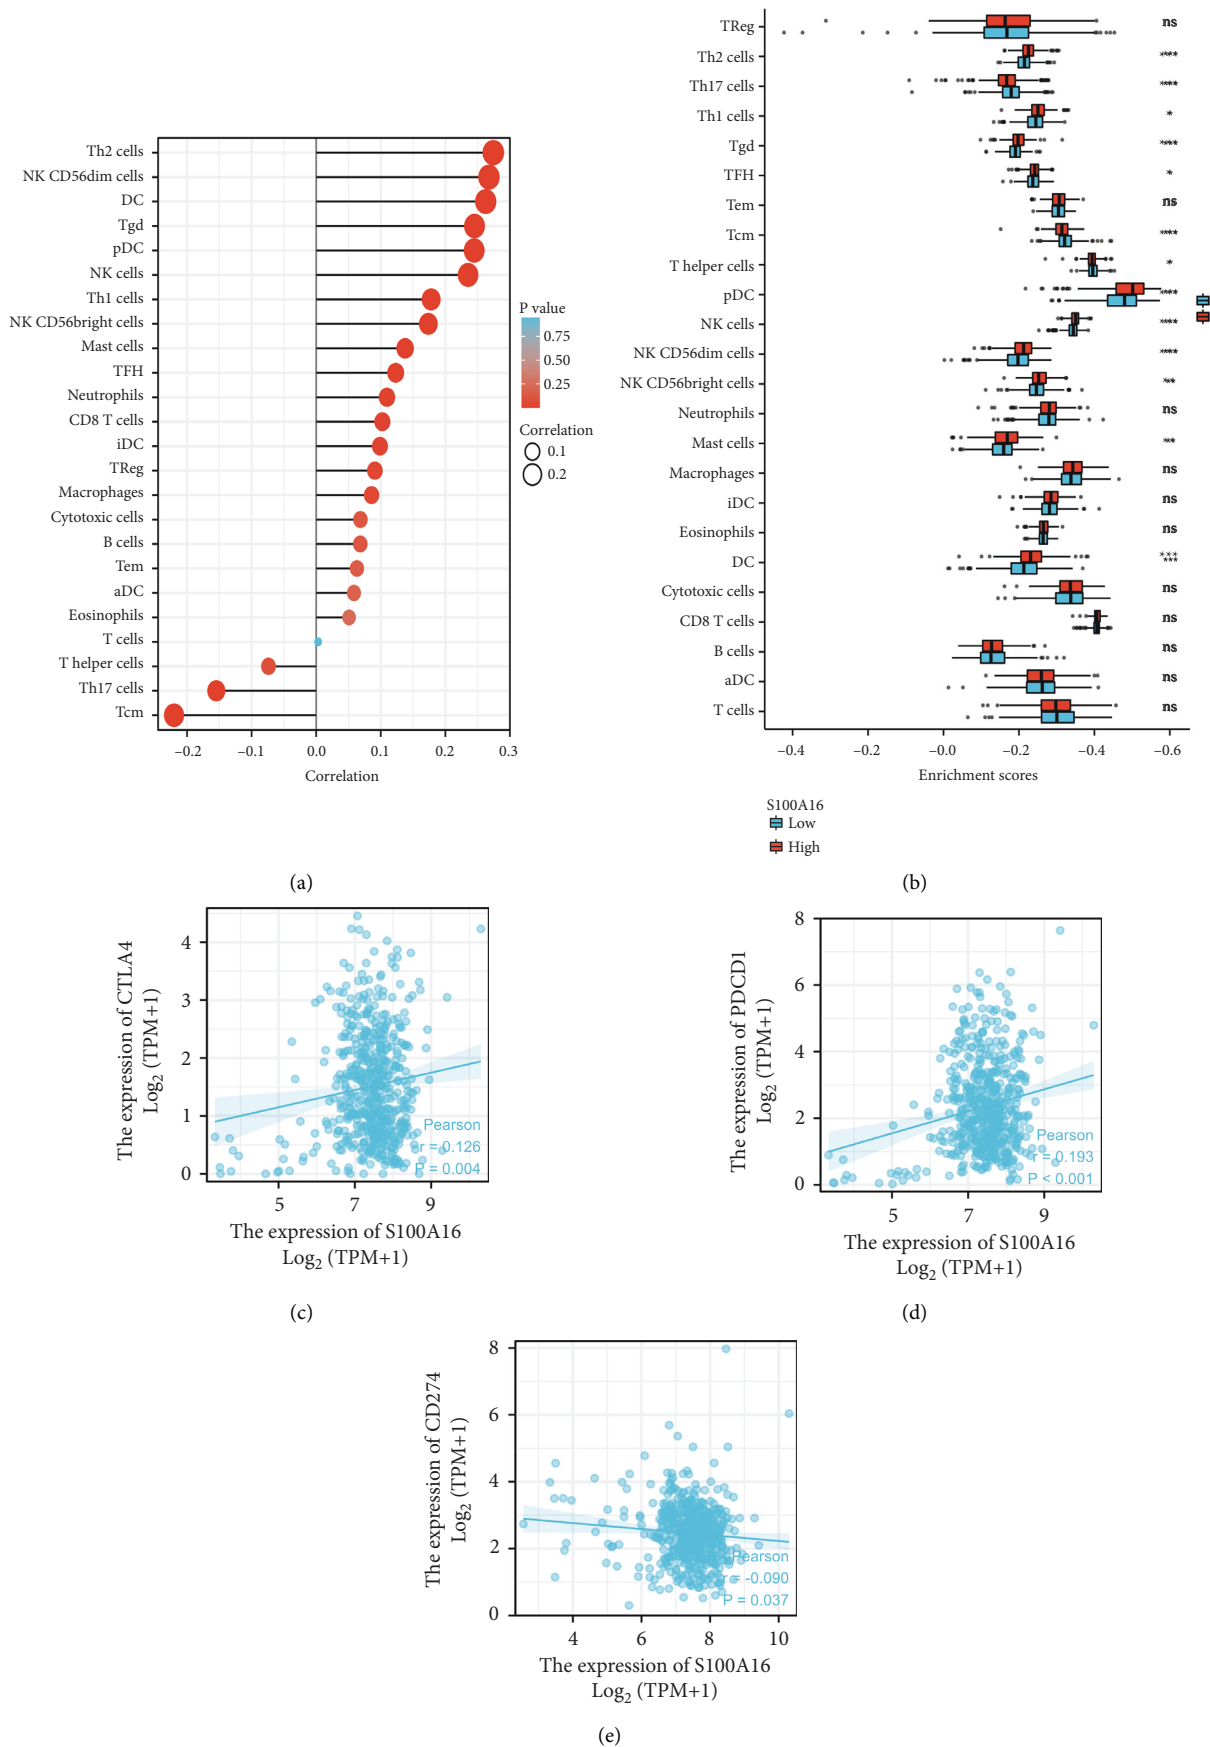 Th2 cells
NK CD56dim cells
DC
Tgd
pDC
NK cells
Th1 cells
NK CD56bright cells
Mast cells
TFH
Neutrophils
CD8 T cells
iDC
TReg
Macrophages
Cytotoxic cells
B cells
Tem
aDC
Eosinophils
T cells
T helper cells
Th17 cells
Tcm
−0.2 −0.1 0.0 0.1 0.2 0.3
Correlation
P value
0.75
0.50
0.25
Correlation
0.1
0.2
(a)
TReg ns
Th2 cells ***
Th17 cells ***
Th1 cells *
Tgd ***
TFH *
Tem ns
Tcm ***
T helper cells *
pDC ***
NK cells ***
NK CD56dim cells ***
NK CD56bright cells **
Neutrophils ns
Mast cells **
Macrophages ns
iDC ns
Eosinophils ns
DC ***
***
Cytotoxic cells ns
CD8 T cells ns
B cells ns
aDC ns
T cells ns
−0.4 −0.2 −0.0 −0.2 −0.4 −0.6
Enrichment scores
S100A16
Low
High
(b)
The expression of CTLA4
Log2 (TPM+1)
4
3
2
1
0
Pearson
r = 0.126
P = 0.004
5 7 9
The expression of S100A16
Log2 (TPM+1)
(c)
The expression of PDCD1
Log2 (TPM+1)
8
6
4
2
0
Pearson
r = 0.193
P < 0.001
5 7 9
The expression of S100A16
Log2 (TPM+1)
(d)
The expression of CD274
Log2 (TPM+1)
8
6
4
2
0
Pearson
r = -0.090
P = 0.037
4 6 8 10
The expression of S100A16
Log2 (TPM+1)
(e)